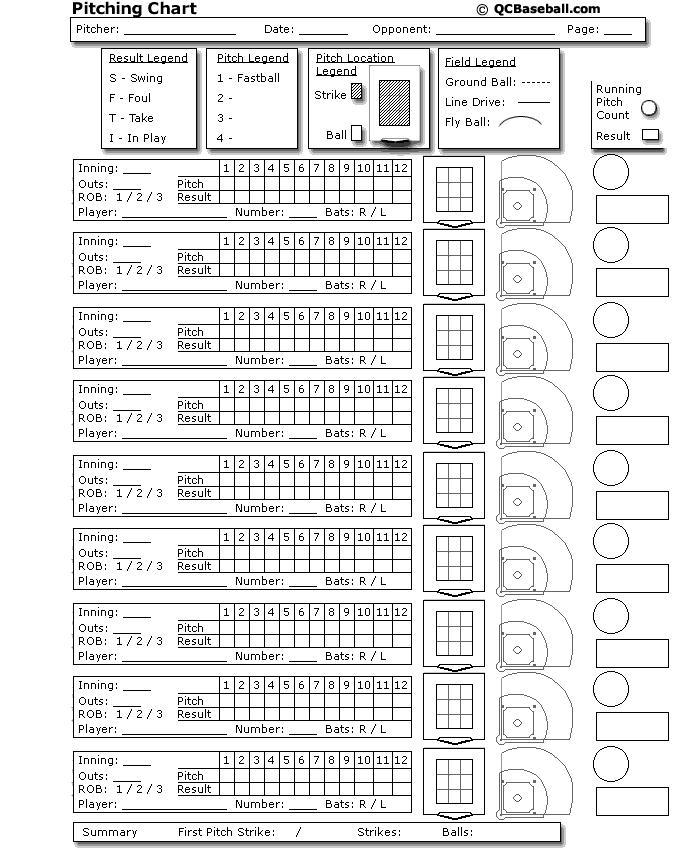 Pitching Chart © QCBaseball.com
Pitcher: ____________ Date: _______ Opponent: _________________ Page: ____
Result Legend
S - Swing
F - Foul
T - Take
I - In Play
Pitch Legend
1 - Fastball
2 -
3 -
4 -
Pitch Location
Legend
Strike
Ball
Field Legend
Ground Ball:
Line Drive:
Fly Ball:
Running
Pitch
Count
Result
Inning: ____ 1 2 3 4 5 6 7 8 9 10 11 12
Outs: ____ Pitch
ROB: 1 / 2 / 3 Result
Player: _______________ Number: ____ Bats: R / L
Inning: ____ 1 2 3 4 5 6 7 8 9 10 11 12
Outs: ____ Pitch
ROB: 1 / 2 / 3 Result
Player: _______________ Number: ____ Bats: R / L
Inning: ____ 1 2 3 4 5 6 7 8 9 10 11 12
Outs: ____ Pitch
ROB: 1 / 2 / 3 Result
Player: _______________ Number: ____ Bats: R / L
Inning: ____ 1 2 3 4 5 6 7 8 9 10 11 12
Outs: ____ Pitch
ROB: 1 / 2 / 3 Result
Player: _______________ Number: ____ Bats: R / L
Inning: ____ 1 2 3 4 5 6 7 8 9 10 11 12
Outs: ____ Pitch
ROB: 1 / 2 / 3 Result
Player: _______________ Number: ____ Bats: R / L
Inning: ____ 1 2 3 4 5 6 7 8 9 10 11 12
Outs: ____ Pitch
ROB: 1 / 2 / 3 Result
Player: _______________ Number: ____ Bats: R / L
Inning: ____ 1 2 3 4 5 6 7 8 9 10 11 12
Outs: ____ Pitch
ROB: 1 / 2 / 3 Result
Player: _______________ Number: ____ Bats: R / L
Inning: ____ 1 2 3 4 5 6 7 8 9 10 11 12
Outs: ____ Pitch
ROB: 1 / 2 / 3 Result
Player: _______________ Number: ____ Bats: R / L
Inning: ____ 1 2 3 4 5 6 7 8 9 10 11 12
Outs: ____ Pitch
ROB: 1 / 2 / 3 Result
Player: _______________ Number: ____ Bats: R / L
Summary First Pitch Strike: / Strikes: Balls: